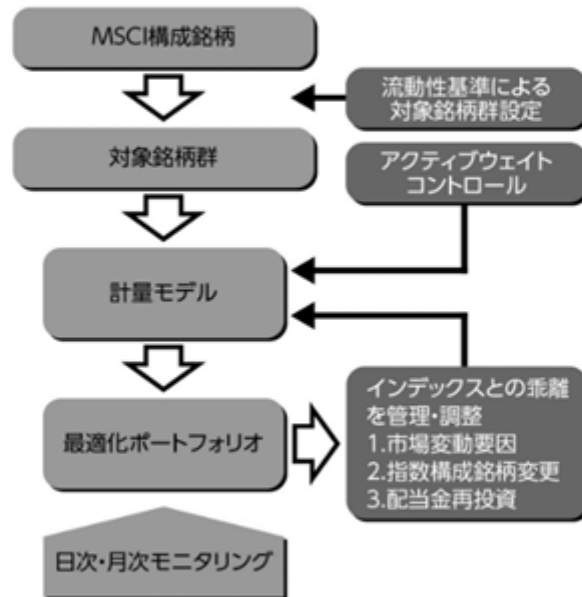 MSCI構成銘柄
流動性基準による
対象銘柄群設定
対象銘柄群
アクティブウェイト
コントロール
計量モデル
最適化ポートフォリオ
インデックスとの乖離
を管理・調整
1.市場変動要因
2.指数構成銘柄変更
3.配当金再投資
日次・月次モニタリング